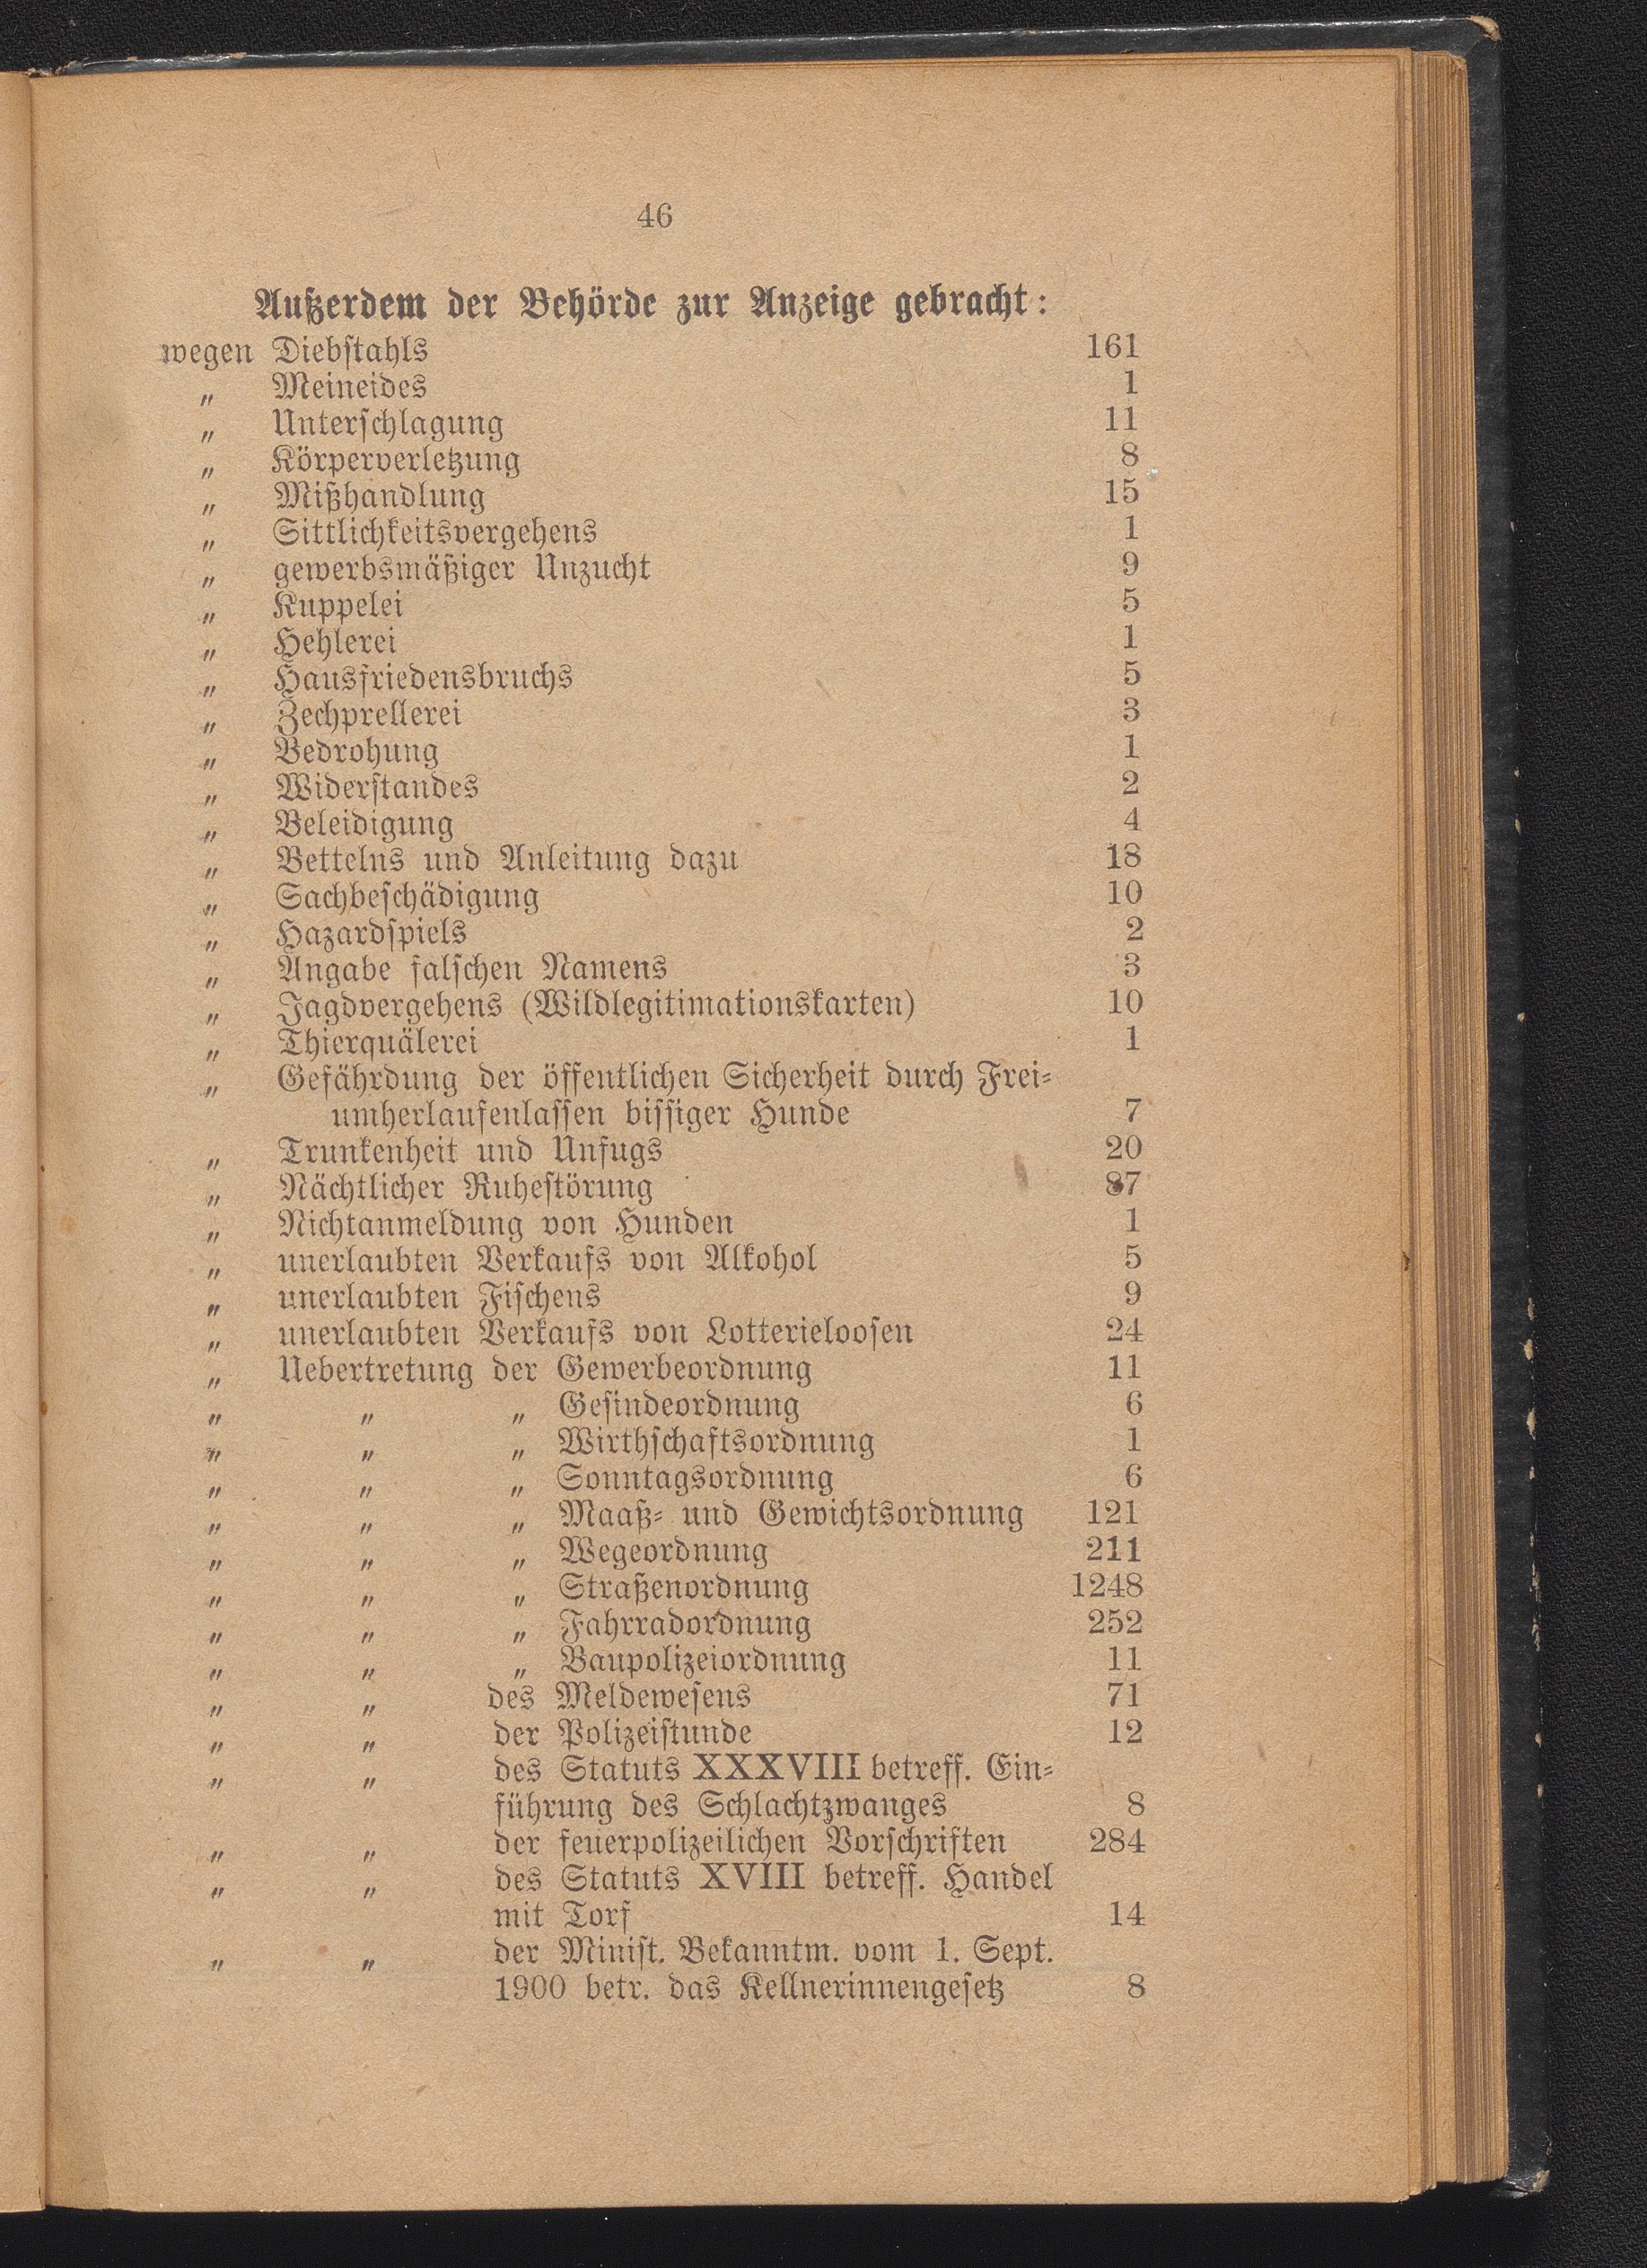 46
Außerdem der Behörde zur Anzeige gebracht:
wegen Diebstahls 161
„ Meineides 1
„ Unterschlagung 11
„ Körperverletzung 8
„ Mißhandlung 15
„ Sittlichkeitsvergehens 1
„ gewerbsmäßiger Unzucht 9
„ Kuppelei 5
„ Hehlerei 1
„ Hausfriedensbruchs 5
„ Zechprellerei 3
„ Bedrohung 1
„ Widerstandes 2
„ Beleidigung 4
„ Bettelns und Anleitung dazu 18
„ Sachbeschädigung 10
„ Hazardspiels 2
„ Angabe falschen Namens 3
„ Jagdvergehens (Wildlegitimationskarten) 10
„ Thierquälerei 1
„ Gefährdung der öffentlichen Sicherheit durch Frei-
umherlaufenlassen bissiger Hunde 7
„ Trunkenheit und Unfugs 20
„ Nächtlicher Ruhestörung 87
„ Nichtanmeldung von Hunden 1
„ unerlaubten Verkaufs von Alkohol 5
„ unerlaubten Fischens 9
„ unerlaubten Verkaufs von Lotterieloosen 24
„ Uebertretung der Gewerbeordnung 11
„ „ „ Gesindeordnung 6
„ „ „ Wirthschaftsordnung 1
„ „ „ Sonntagsordnung 6
„ „ „ Maaß- und Gewichtsordnung 121
„ „ „ Wegeordnung 211
„ „ „ Straßenordnung 1248
„ „ „ Fahrradordnung 252
„ „ „ Baupolizeiordnung 11
„ „ des Meldewesens 71
„ „ der Polizeistunde 12
„ „ des Statuts XXXVIII betreff. Ein-
führung des Schlachtzwanges 8
„ „ der feuerpolizeilichen Vorschriften 284
„ „ des Statuts XVIII betreff. Handel
mit Torf 14
„ „ der Minist. Bekanntm. vom 1. Sept.
1900 betr. das Kellnerinnengesetz 8